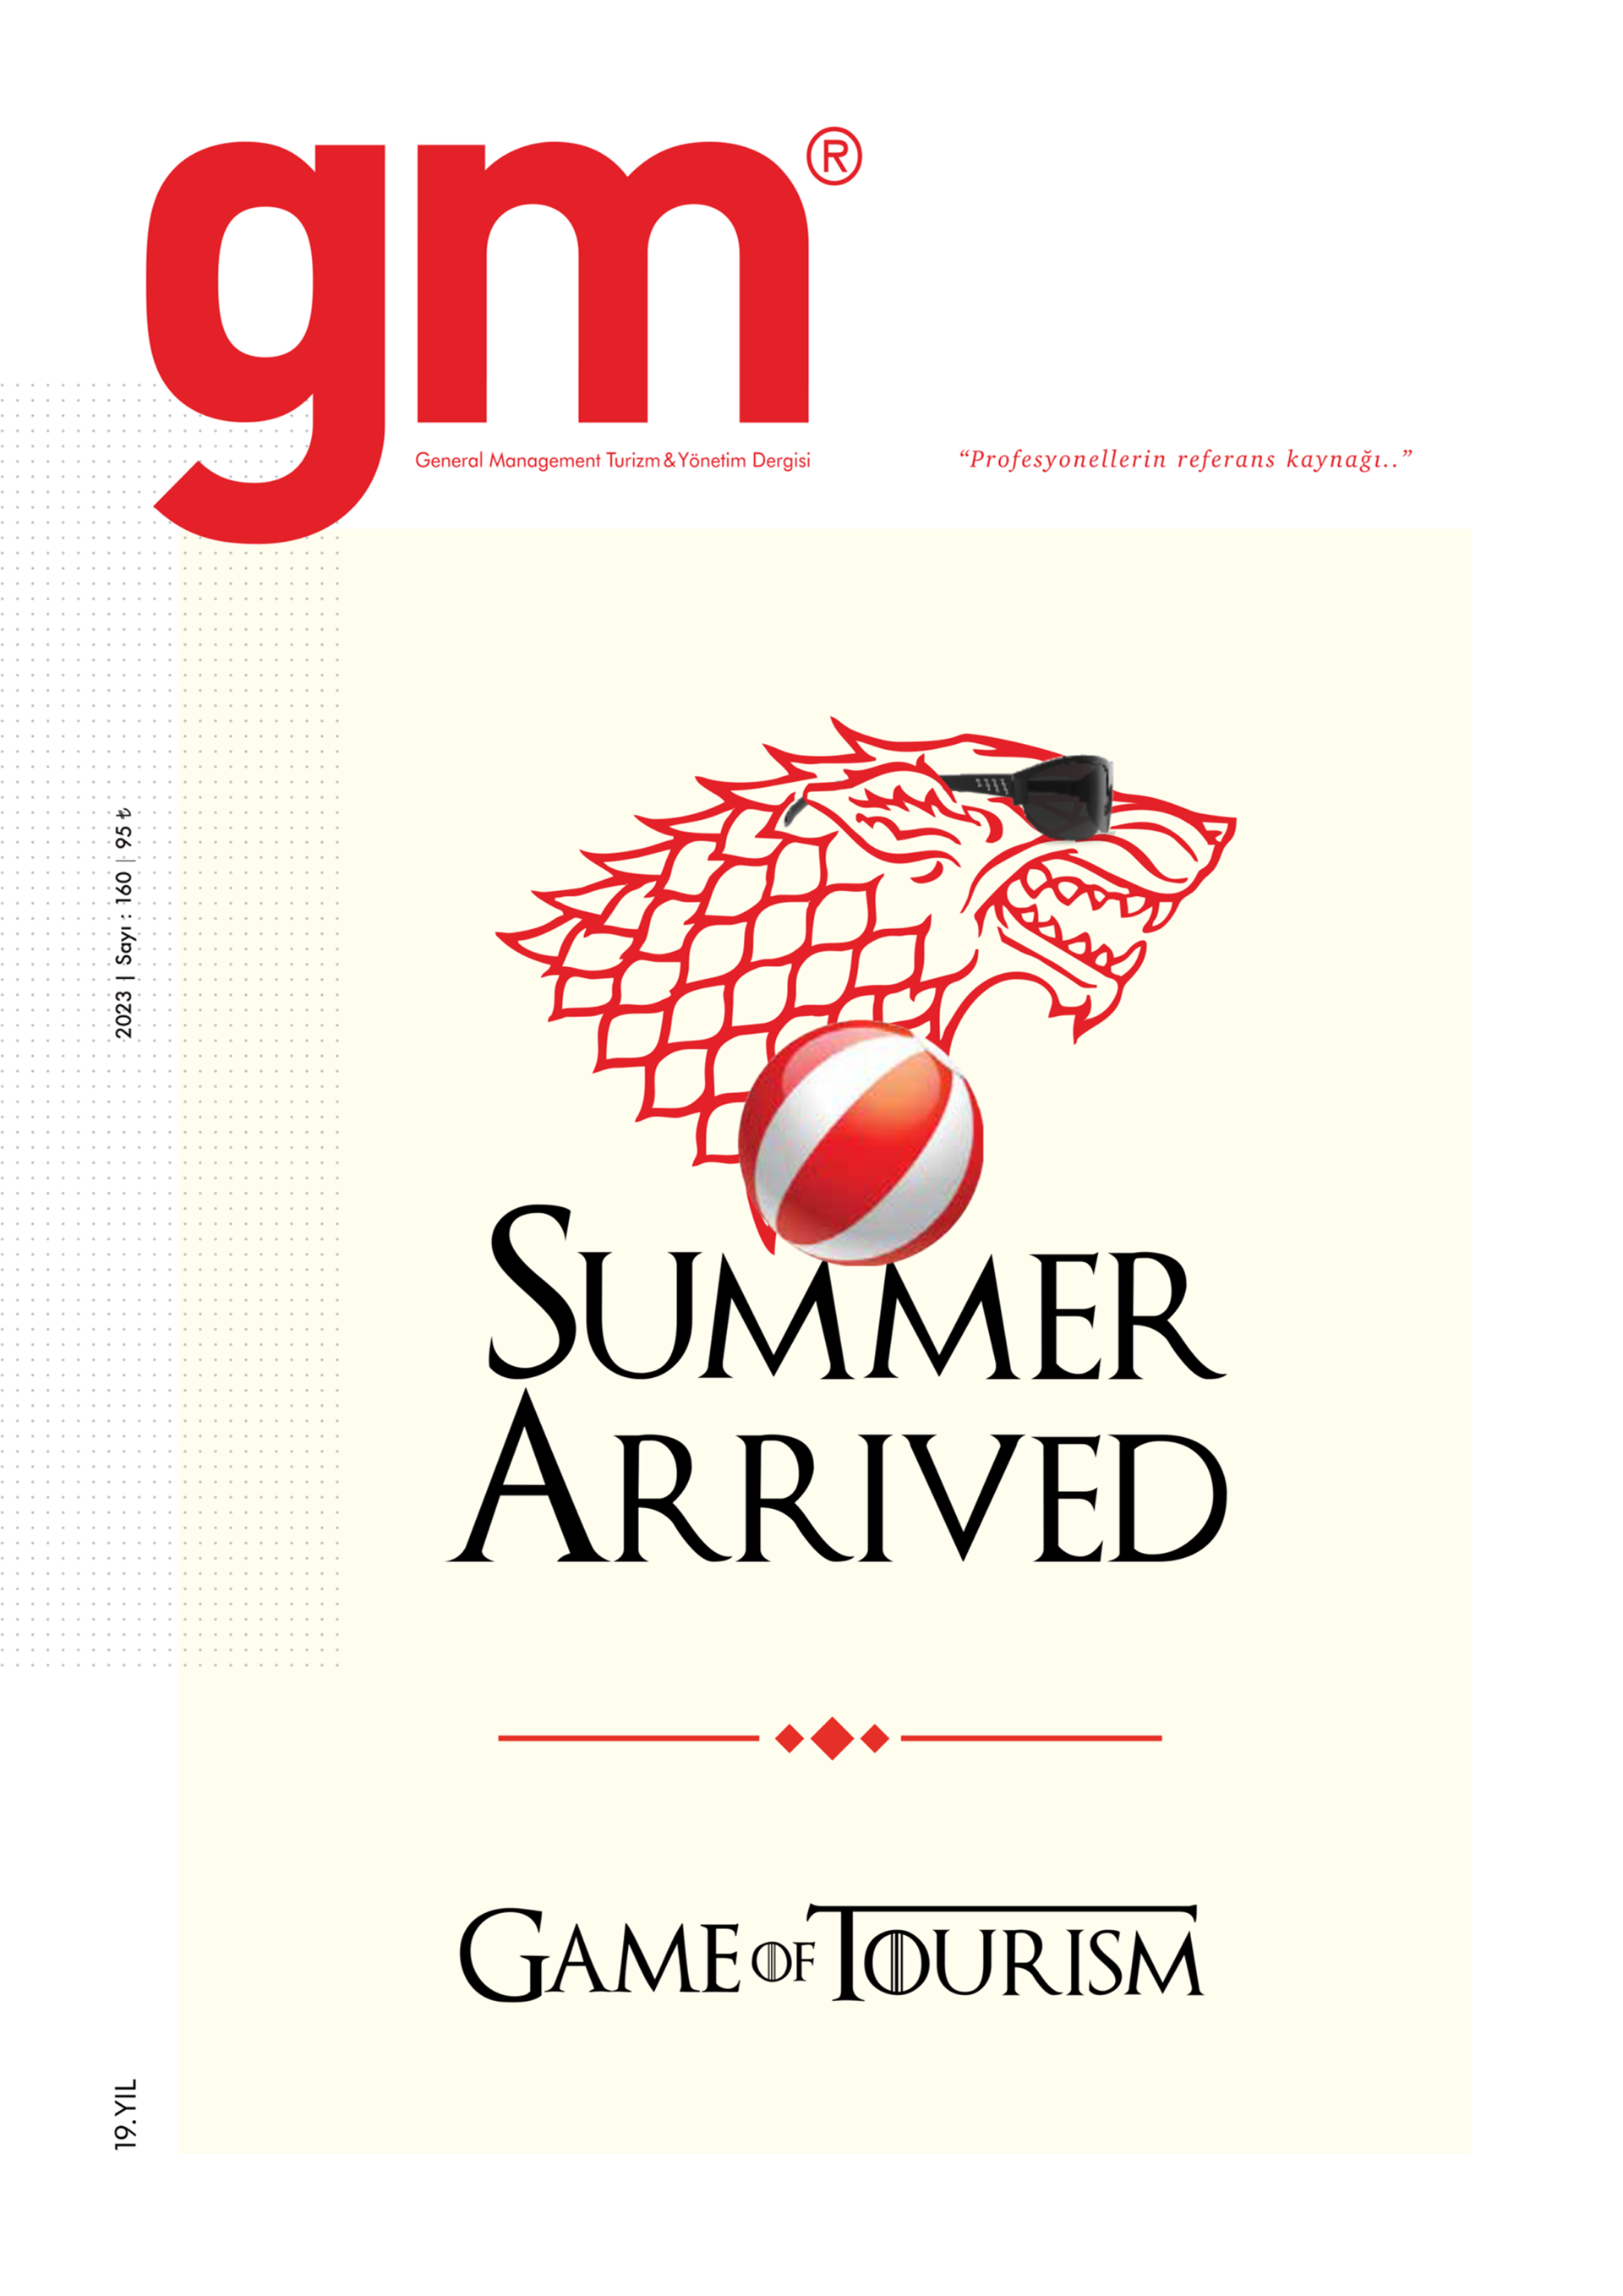 gm®
General Management Turizm & Yönetim Dergisi
“Profesyonellerin referans kaynağı..”
2023 | Sayı : 160 | 95 ₺
SUMMER
ARRIVED
GAME OF TOURISM
19. YIL